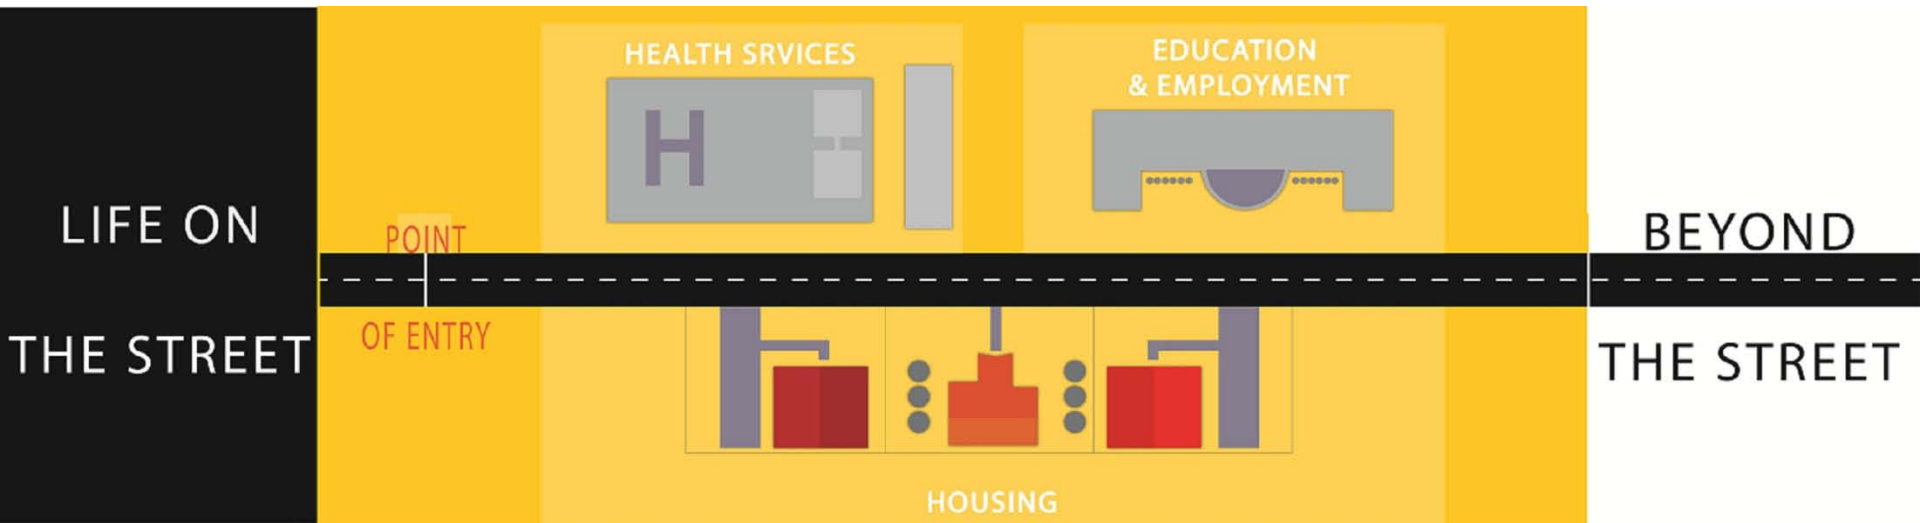 LIFE ON
THE STREET
POINT
OF ENTRY
HEALTH SRVICES
H
EDUCATION
& EMPLOYMENT
HOUSING
BEYOND
THE STREET